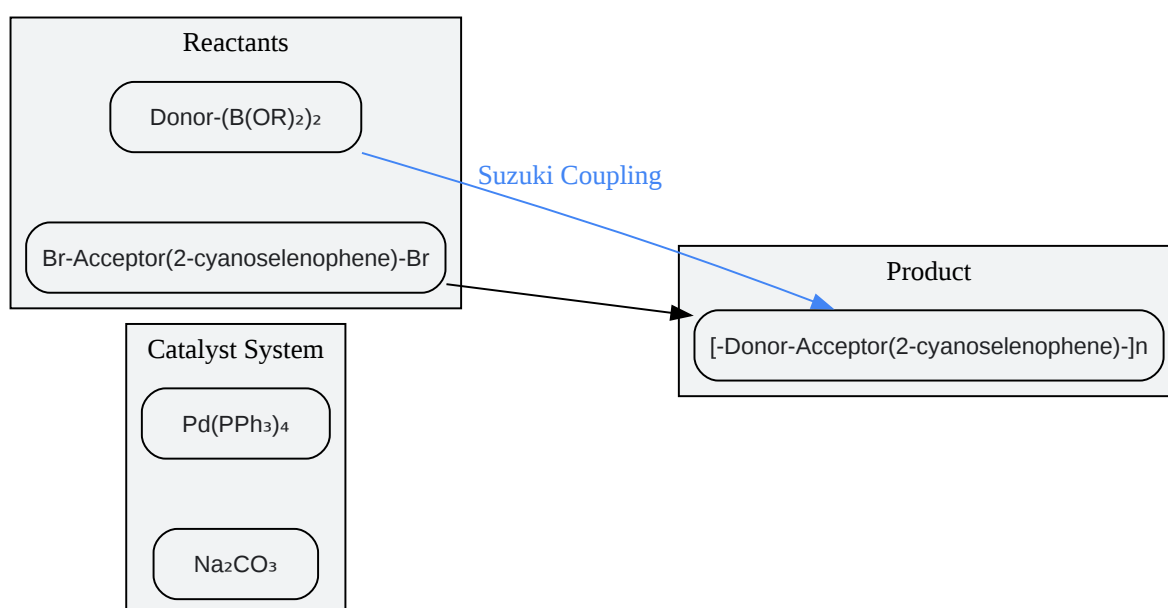 Reactants
Donor-(B(OR)₂)₂
Suzuki Coupling
Br-Acceptor(2-cyanoselenophene)-Br
Product
[-Donor-Acceptor(2-cyanoselenophene)-]n
Catalyst System
Pd(PPh₃)₄
Na₂CO₃